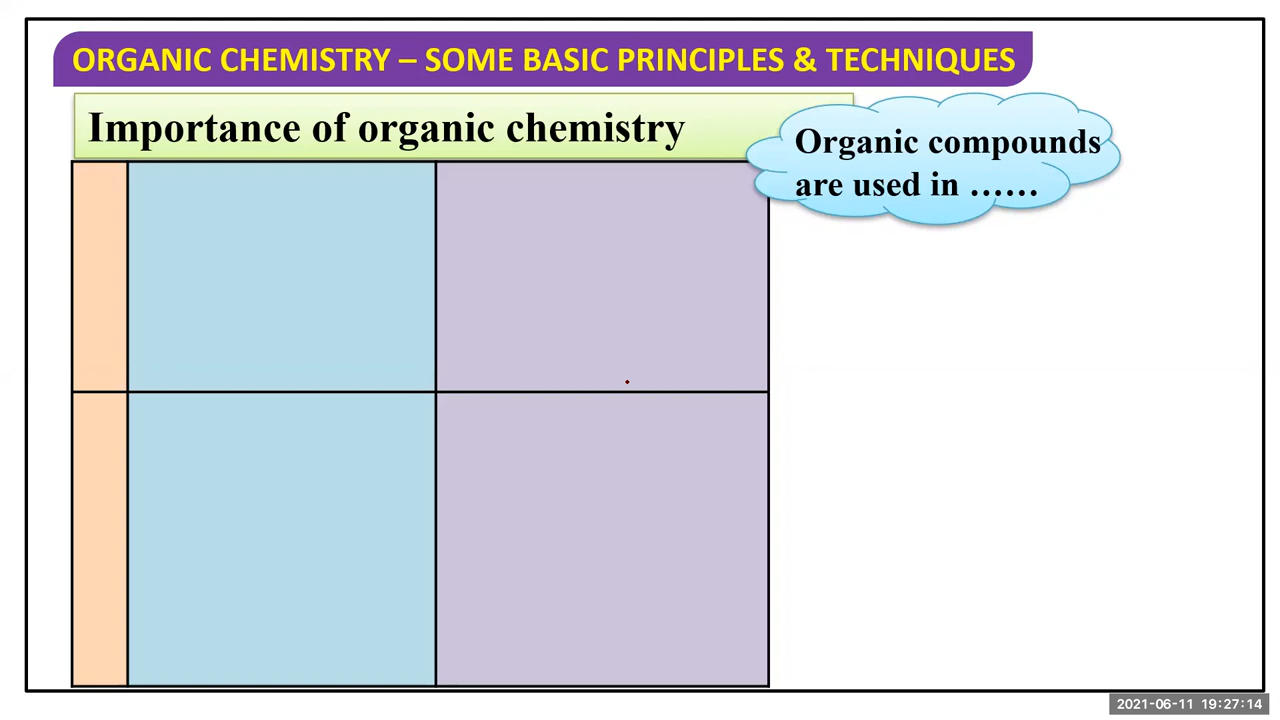 ORGANIC CHEMISTRY – SOME BASIC PRINCIPLES & TECHNIQUES
Importance of organic chemistry
Organic compounds
are used in ……
2021-06-11 19:27:14